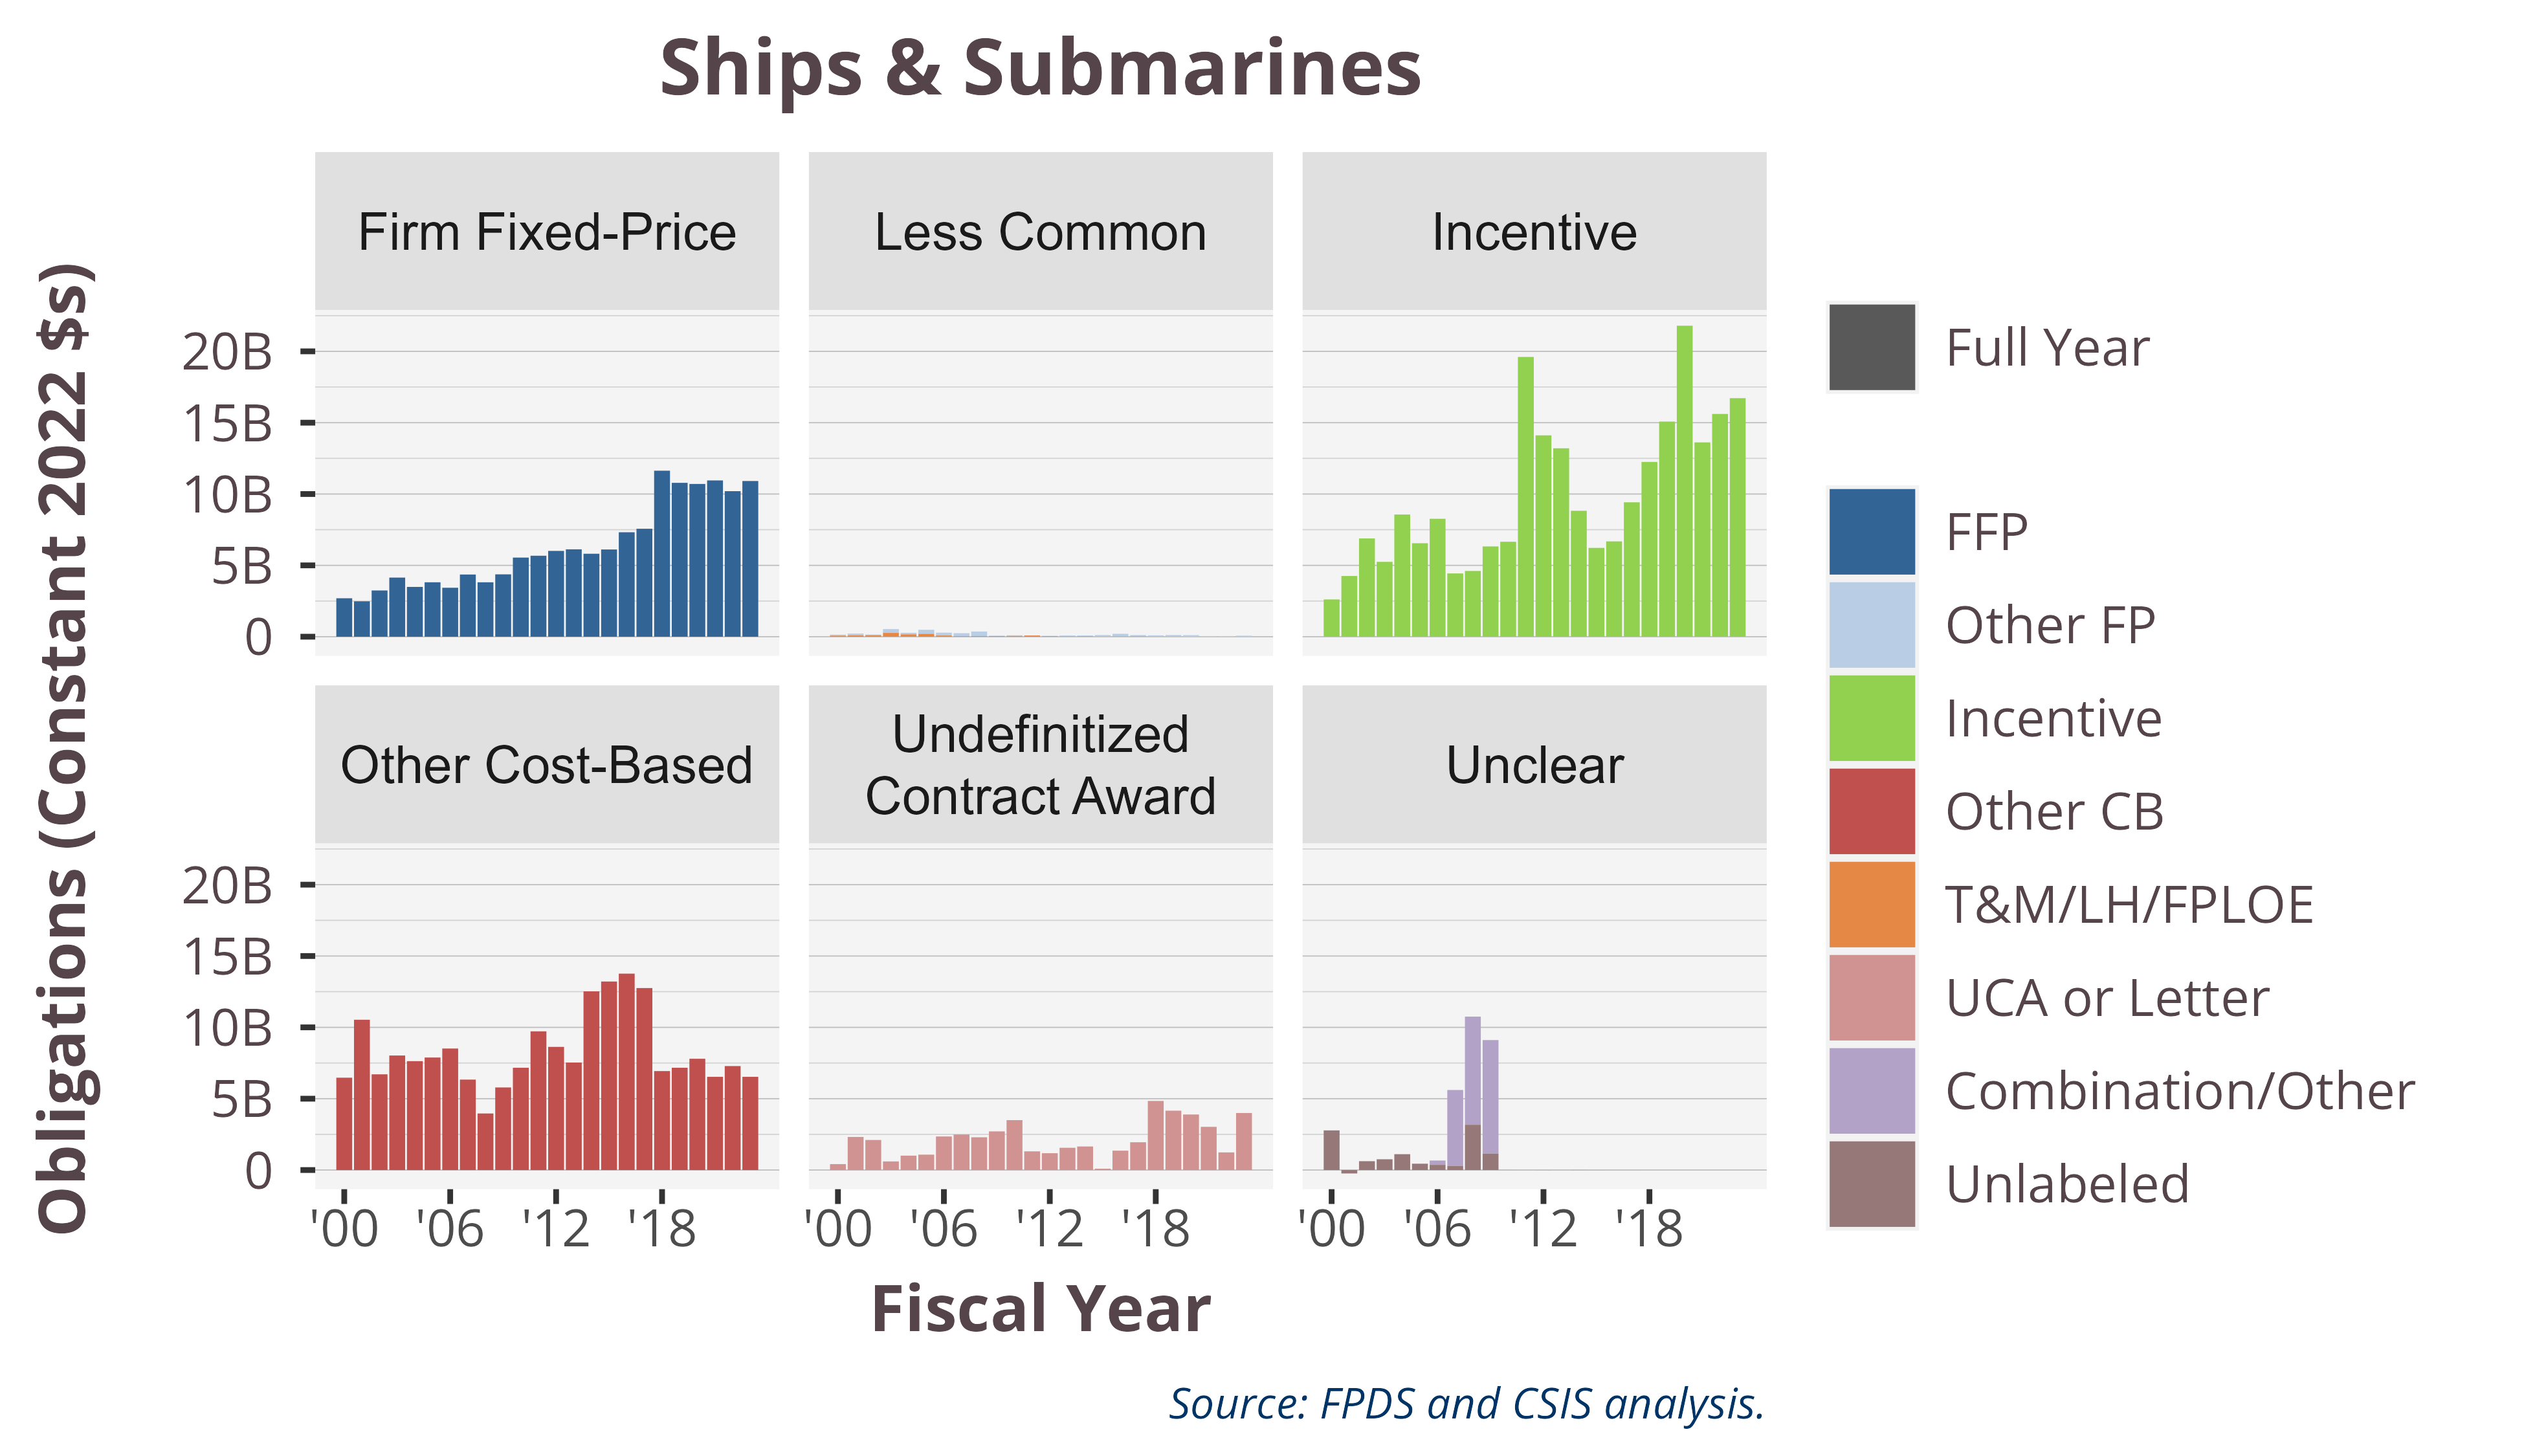 Ships & Submarines
Obligations (Constant 2022 $s)
Firm Fixed-Price
Less Common
Incentive
20B
15B
10B
5B
0
Other Cost-Based
Undefinitized
Contract Award
Unclear
20B
15B
10B
5B
0
'00 '06 '12 '18
'00 '06 '12 '18
'00 '06 '12 '18
Fiscal Year
Full Year
FFP
Other FP
Incentive
Other CB
T&M/LH/FPLOE
UCA or Letter
Combination/Other
Unlabeled
Source: FPDS and CSIS analysis.